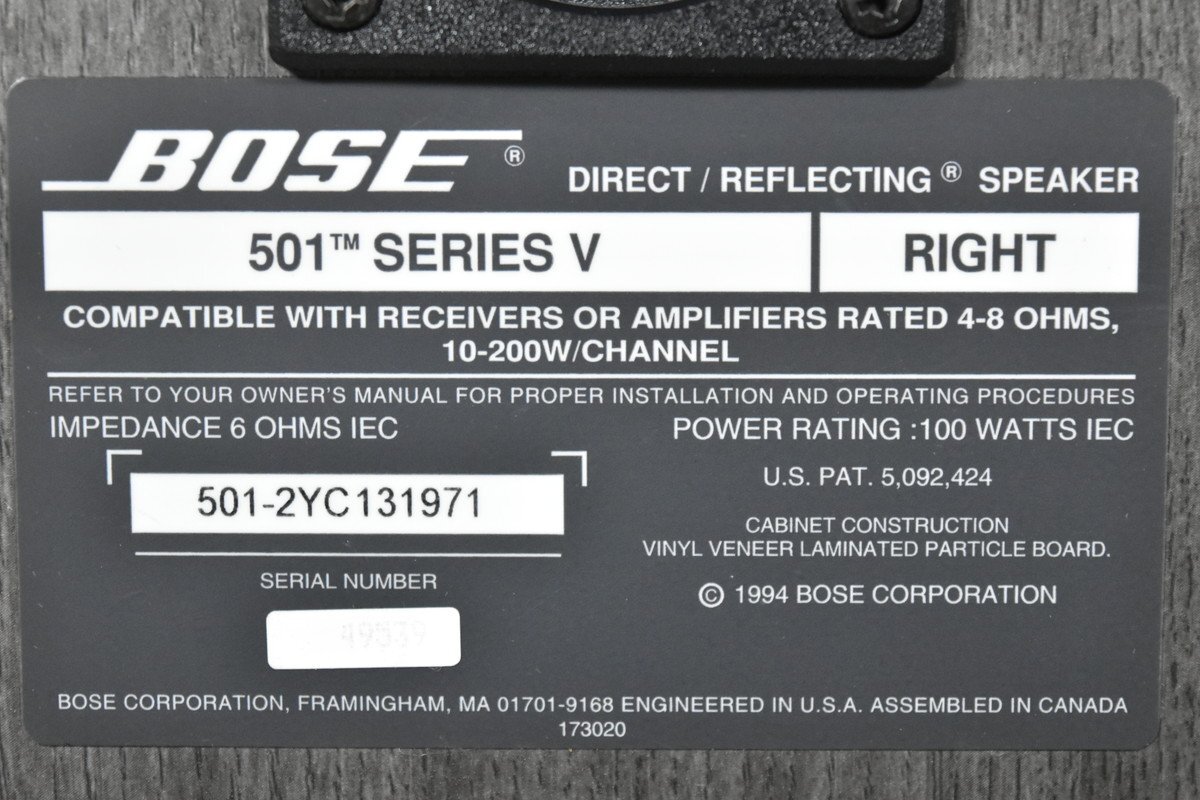 BOSE®
DIRECT / REFLECTING® SPEAKER
501™ SERIES V
RIGHT
COMPATIBLE WITH RECEIVERS OR AMPLIFIERS RATED 4-8 OHMS,
10-200W/CHANNEL
REFER TO YOUR OWNER'S MANUAL FOR PROPER INSTALLATION AND OPERATING PROCEDURES
IMPEDANCE 6 OHMS IEC
POWER RATING :100 WATTS IEC
501-2YC131971
SERIAL NUMBER
U.S. PAT. 5,092,424
CABINET CONSTRUCTION
VINYL VENEER LAMINATED PARTICLE BOARD.
© 1994 BOSE CORPORATION
BOSE CORPORATION, FRAMINGHAM, MA 01701-9168 ENGINEERED IN U.S.A. ASSEMBLED IN CANADA
173020